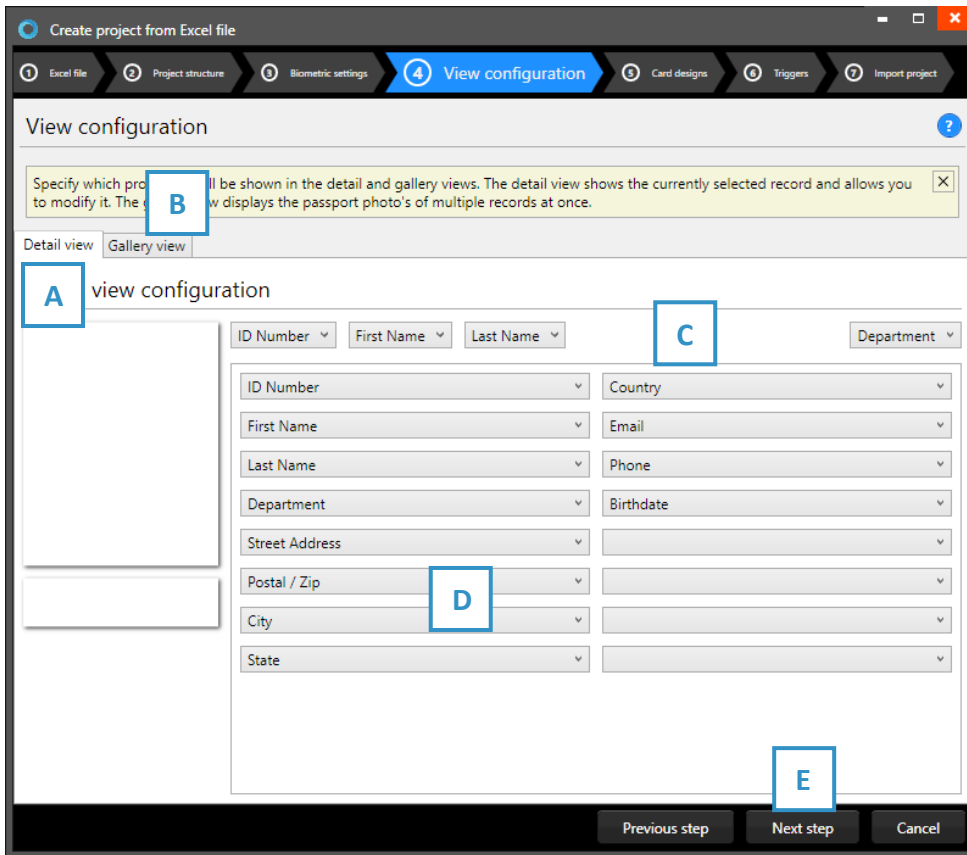 Create project from Excel file
1 Excel file 2 Project structure 3 Biometric settings 4 View configuration 5 Card designs 6 Triggers 7 Import project
View configuration
?
Specify which pro B ll be shown in the detail and gallery views. The detail view shows the currently selected record and allows you
to modify it. The g w displays the passport photo's of multiple records at once.
Detail view Gallery view
A view configuration
ID Number First Name Last Name C Department
ID Number Country
First Name Email
Last Name Phone
Department Birthdate
Street Address
Postal / Zip
D
City
State
E
Previous step Next step Cancel